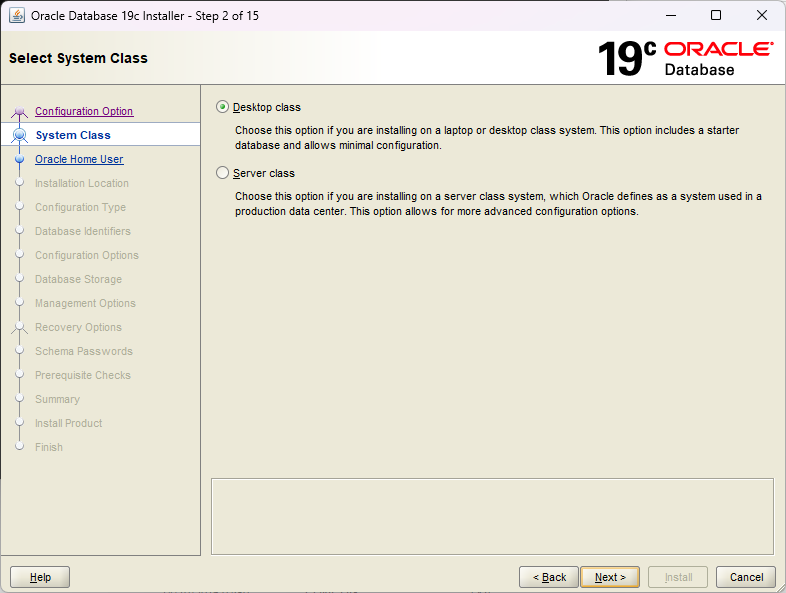 Oracle Database 19c Installer - Step 2 of 15
Select System Class
19c ORACLE
Database
Configuration Option
System Class
Oracle Home User
Installation Location
Configuration Type
Database Identifiers
Configuration Options
Database Storage
Management Options
Recovery Options
Schema Passwords
Prerequisite Checks
Summary
Install Product
Finish
Desktop class
Choose this option if you are installing on a laptop or desktop class system. This option includes a starter
database and allows minimal configuration.
Server class
Choose this option if you are installing on a server class system, which Oracle defines as a system used in a
production data center. This option allows for more advanced configuration options.
Help
< Back
Next >
Install
Cancel